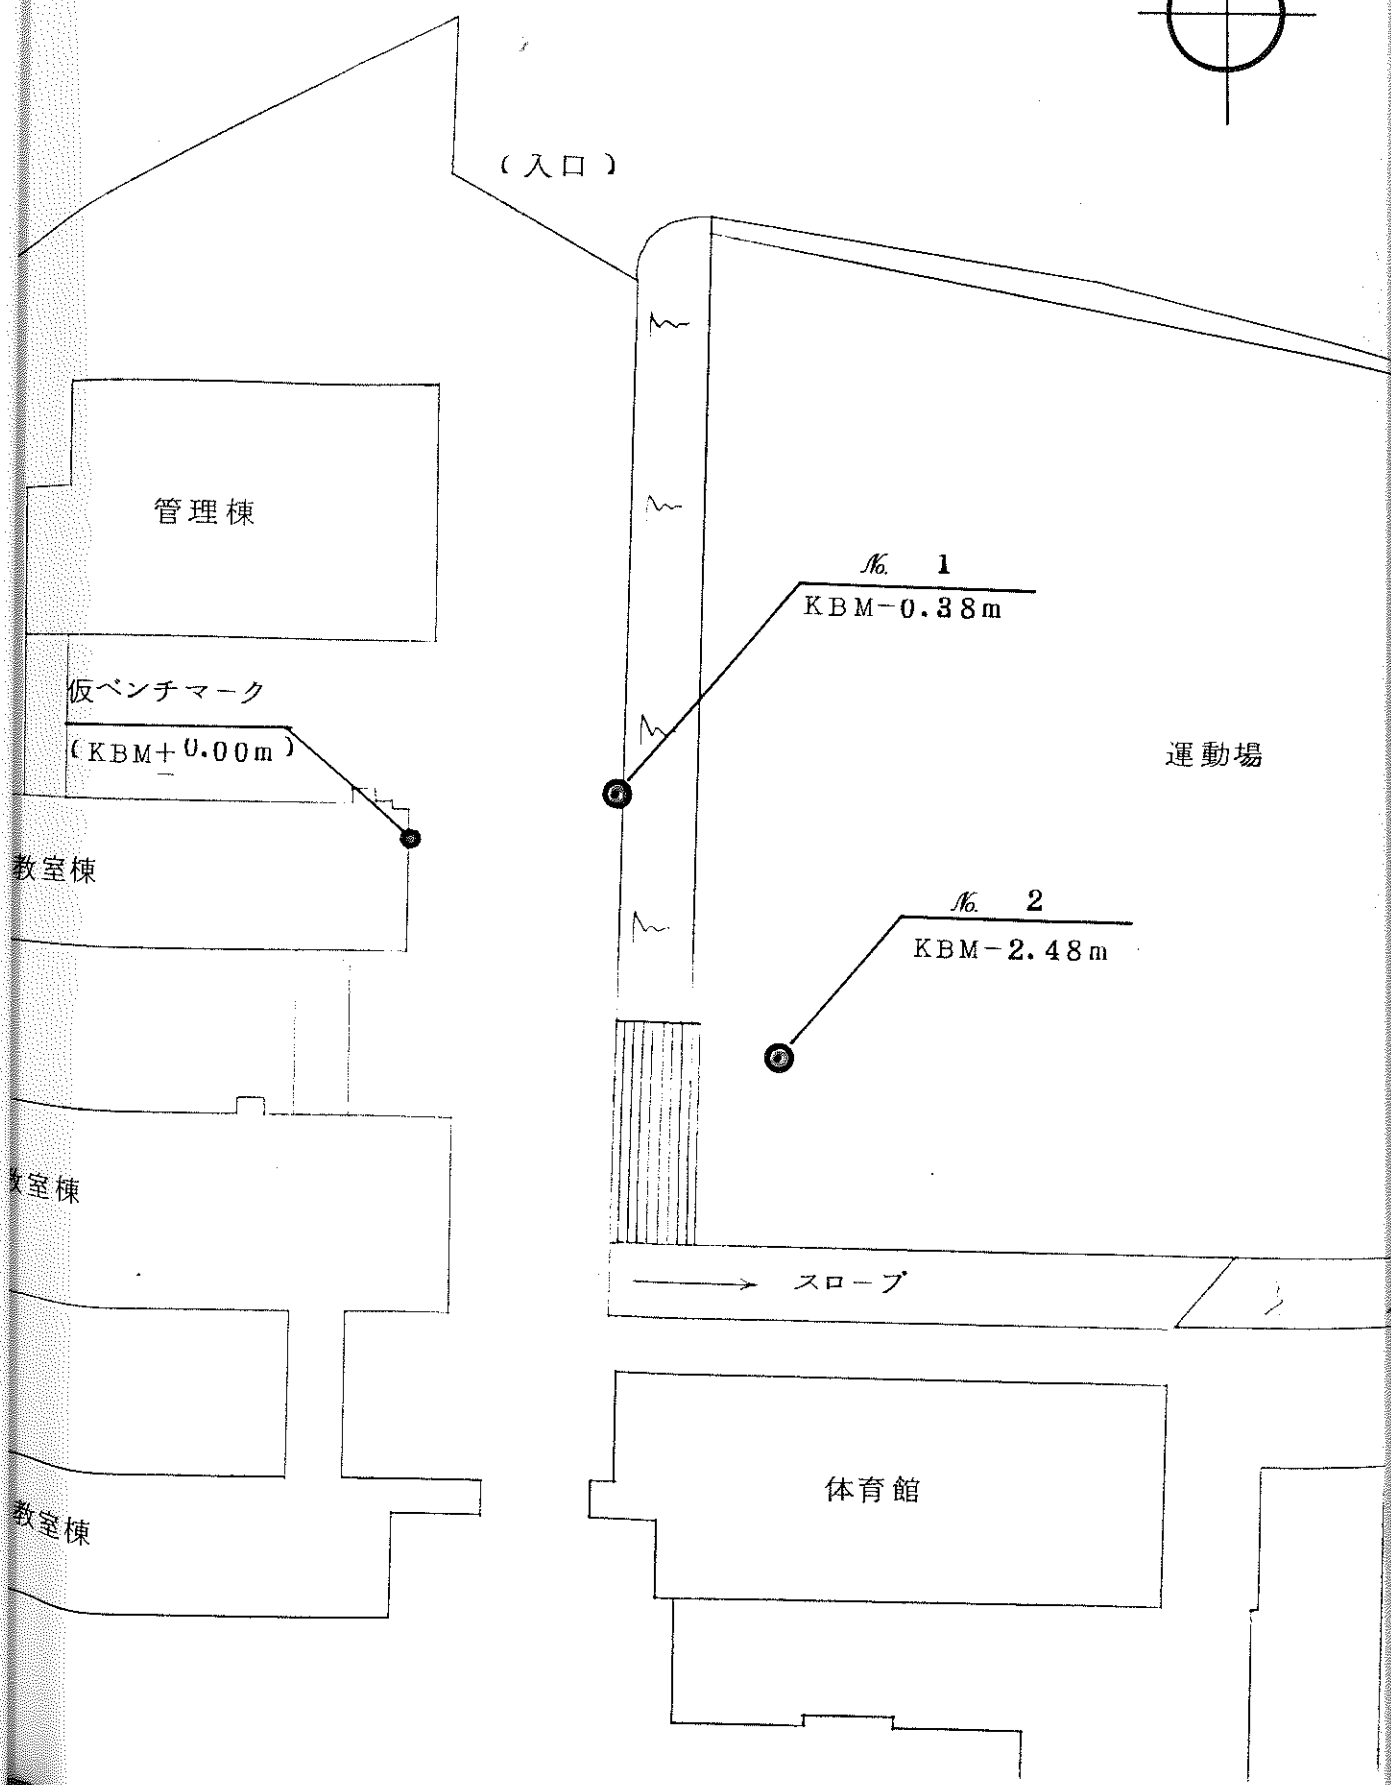 (入口)
管理棟
№ 1
KBM-0.38m
仮ベンチマーク
(KBM±0.00m)
運動場
教室棟
№ 2
KBM-2.48m
教室棟
スロープ
体育館
教室棟